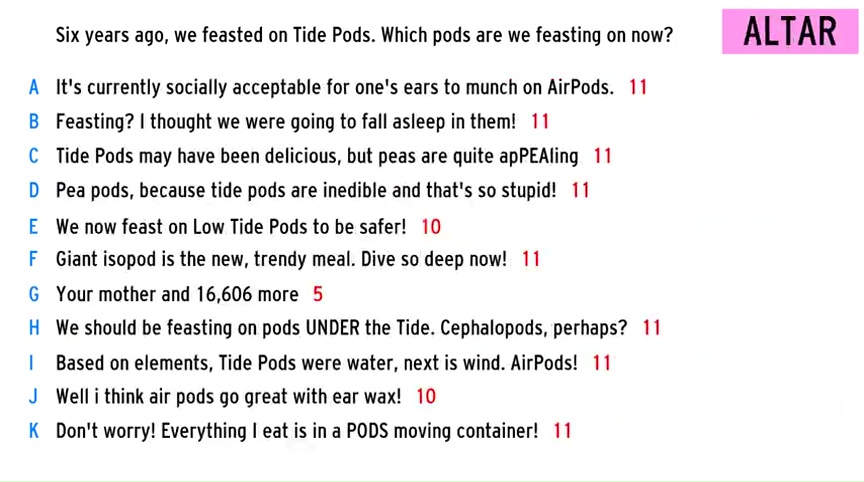 Six years ago, we feasted on Tide Pods. Which pods are we feasting on now?
ALTAR
A It's currently socially acceptable for one's ears to munch on AirPods. 11
B Feasting? I thought we were going to fall asleep in them! 11
C Tide Pods may have been delicious, but peas are quite apPEAling 11
D Pea pods, because tide pods are inedible and that's so stupid! 11
E We now feast on Low Tide Pods to be safer! 10
F Giant isopod is the new, trendy meal. Dive so deep now! 11
G Your mother and 16,606 more 5
H We should be feasting on pods UNDER the Tide. Cephalopods, perhaps? 11
I Based on elements, Tide Pods were water, next is wind. AirPods! 11
J Well i think air pods go great with ear wax! 10
K Don't worry! Everything I eat is in a PODS moving container! 11